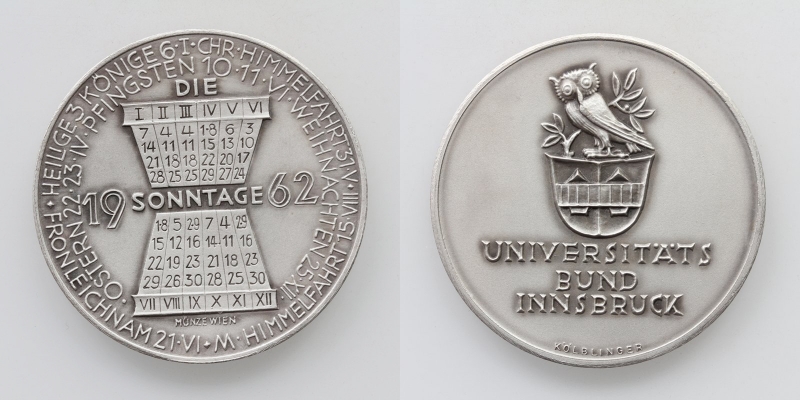 HEILIGE 3 KÖNIGE 6·I·CHR·HIMMELFAHRT 31·V·
FRONLEICHNAM 21·VI·M·HIMMELFAHRT 15·VIII
OSTERN 22·23·IV·PFINGSTEN 10·11·VI·WEIHNACHTEN 25·XII·
DIE
I II III IV V VI
7 4 4 1·8 6 3
14 11 11 15 13 10
21 18 18 22 20 17
28 25 25 29 27 24
19 SONNTAGE 62
1·8 5 2·9 7 4 2·9
15 12 16 14 11 16
22 19 23 21 18 23
29 26 30 28 25 30
VII VIII IX X XI XII
MÜNZE WIEN
UNIVERSITÄTS
BUND
INNSBRUCK
KÖLBLINGER